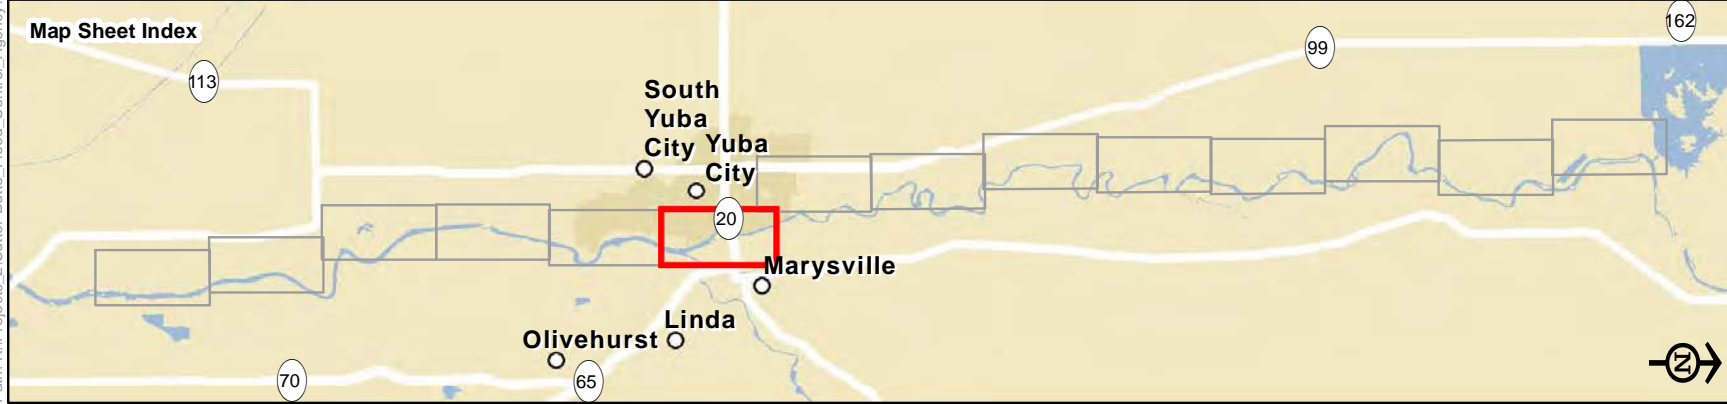 Map Sheet Index
162
99
113
South
Yuba
City
Yuba
City
20
Marysville
Linda
Olivehurst
70
65
N